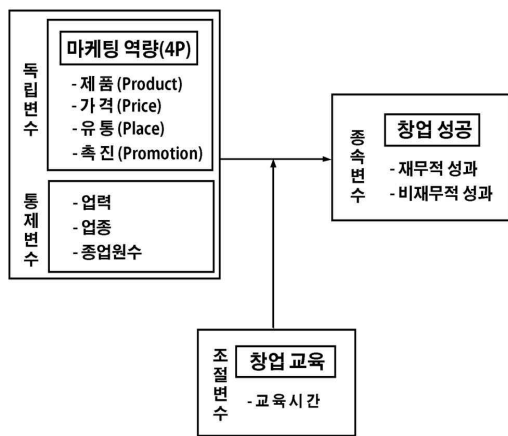 독립변수
마케팅 역량(4P)
- 제품(Product)
- 가격(Price)
- 유통(Place)
- 촉진(Promotion)
통제변수
- 업력
- 업종
- 종업원수
종속변수
창업 성공
- 재무적 성과
- 비재무적 성과
조절변수
창업 교육
- 교육시간